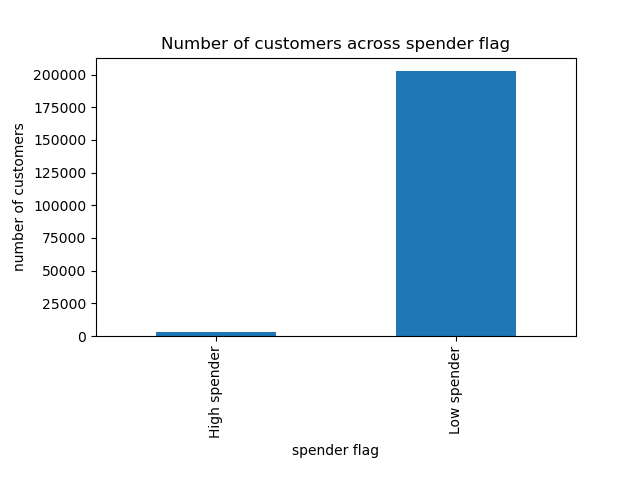 Number of customers across spender flag
number of customers
200000
175000
150000
125000
100000
75000
50000
25000
0
High spender
Low spender
spender flag